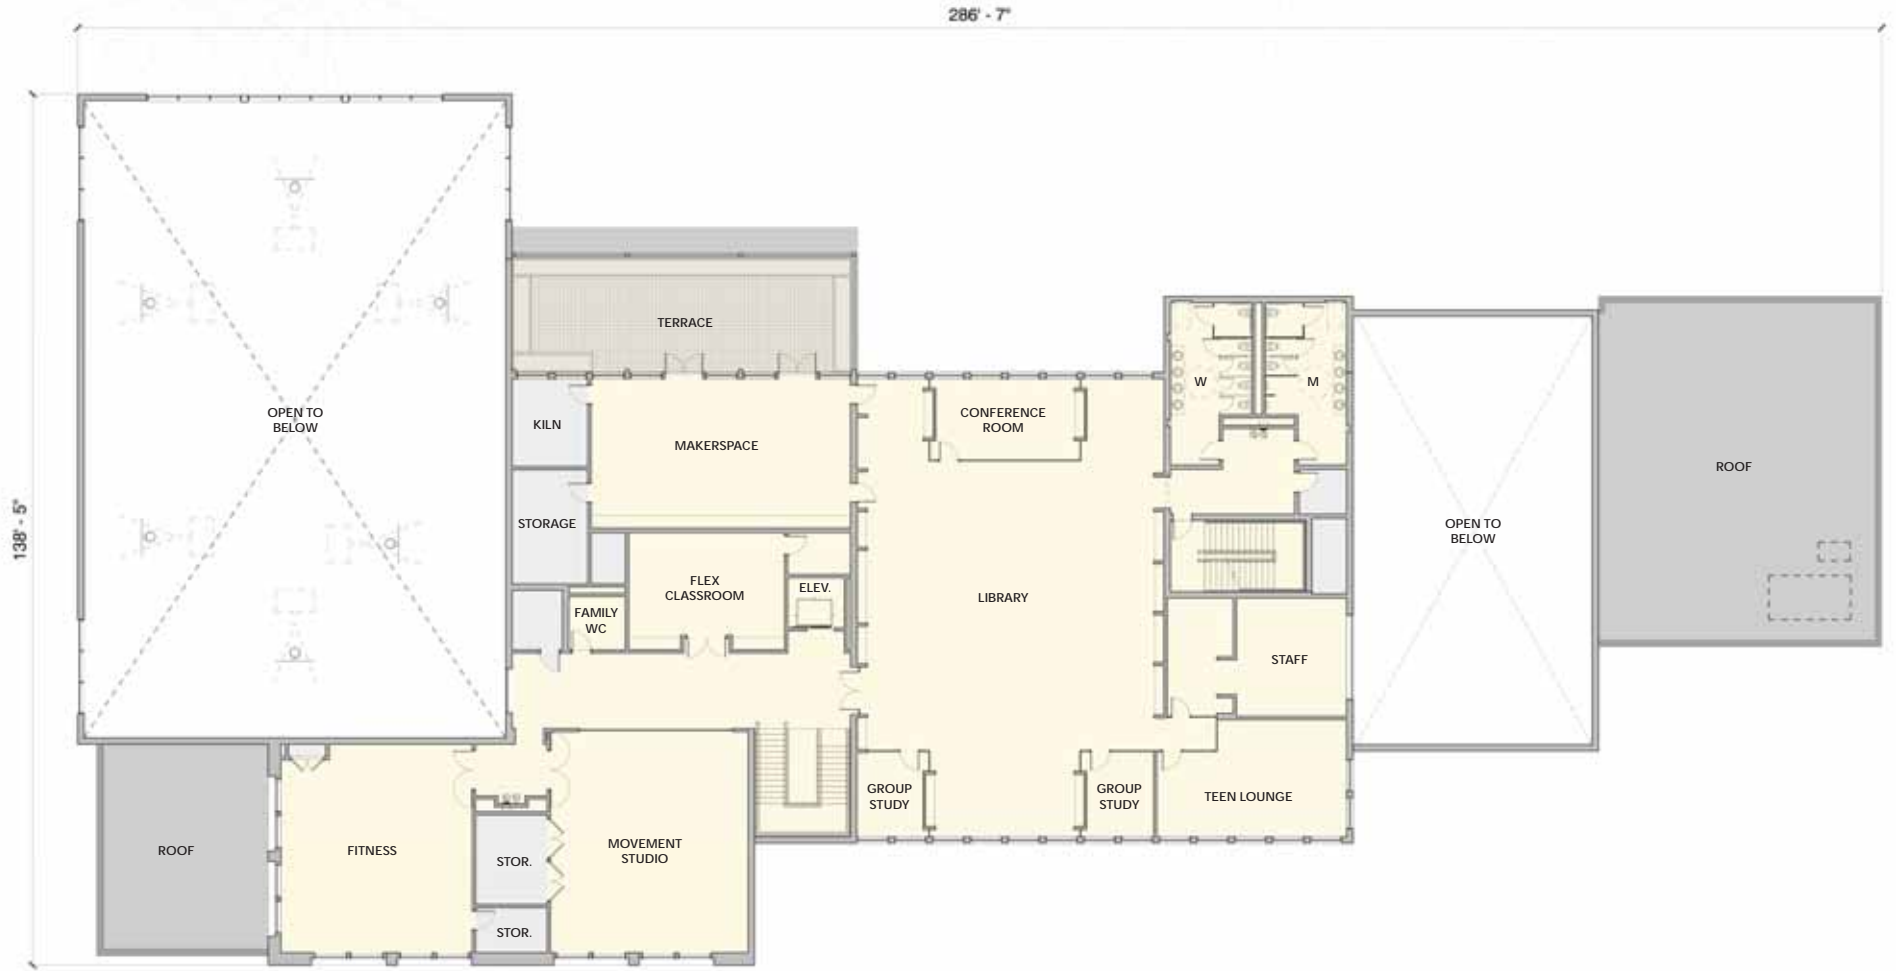 286' - 7"
138' - 5"
OPEN TO
BELOW
TERRACE
KILN
MAKERSPACE
STORAGE
FLEX
CLASSROOM
ELEV.
FAMILY
WC
CONFERENCE
ROOM
LIBRARY
W
M
STAFF
OPEN TO
BELOW
ROOF
ROOF
FITNESS
STOR.
STOR.
MOVEMENT
STUDIO
GROUP
STUDY
GROUP
STUDY
TEEN LOUNGE